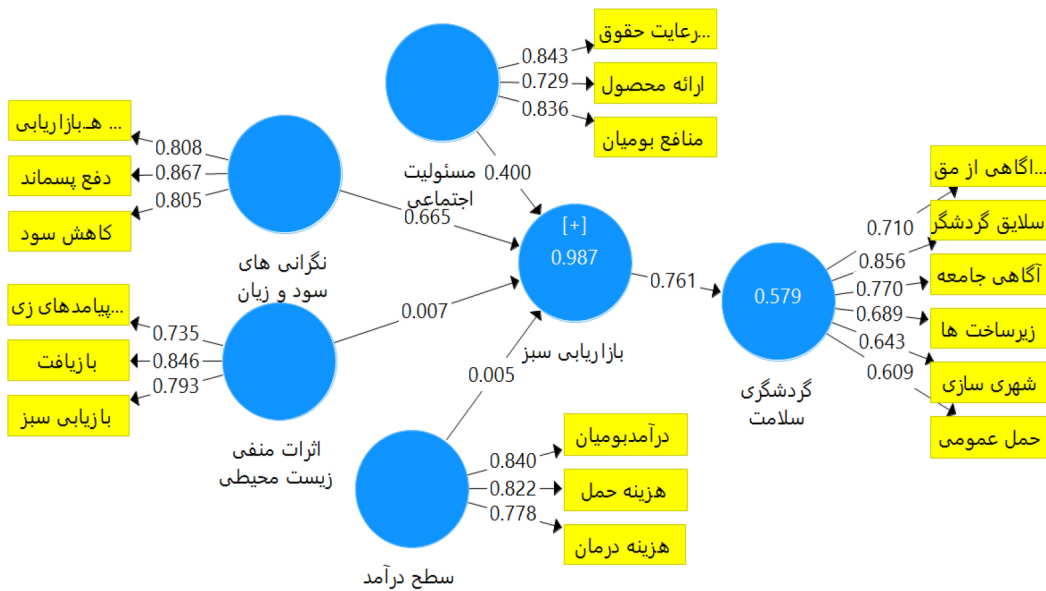 رعایت حقوق...
0.843
ارائه محصول
0.729
منافع بومیان
0.836
مسئولیت
اجتماعی
0.400
هـ.بازاریابی ...
0.808
دفع پسماند
0.867
کاهش سود
0.805
نگرانی های
سود و زیان
0.665
[+]
0.987
بازاریابی سبز
0.761
0.579
گردشگری
سلامت
اگاهی از مق...
0.710
سلایق گردشگر
0.856
آگاهی جامعه
0.770
زیرساخت ها
0.689
شهری سازی
0.643
حمل عمومی
0.609
پیامدهای زی...
0.735
بازیافت
0.846
بازیابی سبز
0.793
اثرات منفی
زیست محیطی
0.007
0.005
درآمدبومیان
0.840
هزینه حمل
0.822
هزینه درمان
0.778
سطح درآمد